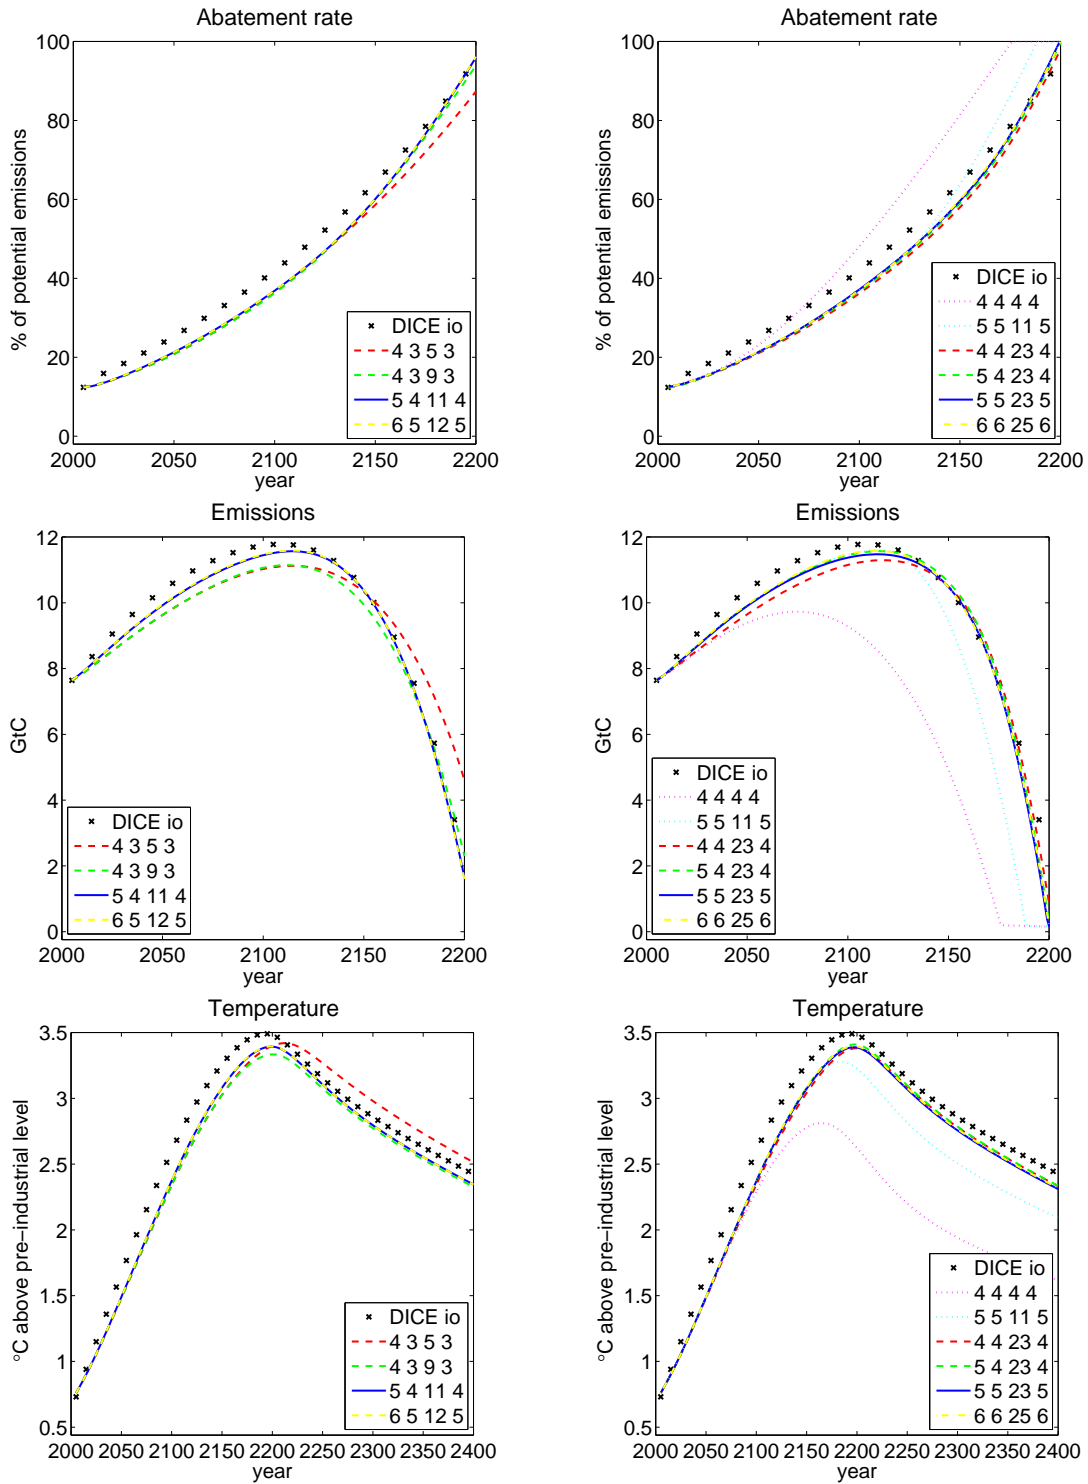 Abatement rate
% of potential emissions
100
80
60
40
20
0
2000 2050 2100 2150 2200
year
DICE io
4 3 5 3
4 3 9 3
5 4 11 4
6 5 12 5
Abatement rate
% of potential emissions
100
80
60
40
20
0
2000 2050 2100 2150 2200
year
DICE io
4 4 4 4
5 5 11 5
4 4 23 4
5 4 23 4
5 5 23 5
6 6 25 6
Emissions
GtC
12
10
8
6
4
2
0
2000 2050 2100 2150 2200
year
DICE io
4 3 5 3
4 3 9 3
5 4 11 4
6 5 12 5
Emissions
GtC
12
10
8
6
4
2
0
2000 2050 2100 2150 2200
year
DICE io
4 4 4 4
5 5 11 5
4 4 23 4
5 4 23 4
5 5 23 5
6 6 25 6
Temperature
°C above pre−industrial level
3.5
3
2.5
2
1.5
1
0.5
2000 2050 2100 2150 2200 2250 2300 2350 2400
year
DICE io
4 3 5 3
4 3 9 3
5 4 11 4
6 5 12 5
Temperature
°C above pre−industrial level
3.5
3
2.5
2
1.5
1
0.5
2000 2050 2100 2150 2200 2250 2300 2350 2400
year
DICE io
4 4 4 4
5 5 11 5
4 4 23 4
5 4 23 4
5 5 23 5
6 6 25 6